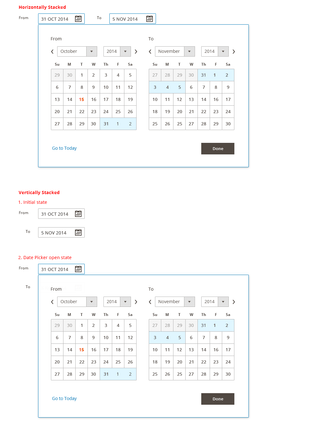 Horizontally Stacked
From 31 OCT 2014 To 5 NOV 2014
From To
October 2014 November 2014
Su M T W Th F Sa Su M T W Th F Sa
29 30 1 2 3 4 5 27 28 29 30 31 1 2
6 7 8 9 10 11 12 3 4 5 6 7 8 9
13 14 15 16 17 18 19 10 11 12 13 14 15 16
20 21 22 23 24 25 26 17 18 19 20 21 22 23
27 28 29 30 31 1 2 25 26 27 28 29 30
Go to Today Done
Vertically Stacked
1. Initial state
From 31 OCT 2014
To 5 NOV 2014
2. Date Picker open state
From 31 OCT 2014
To
From To
October 2014 November 2014
Su M T W Th F Sa Su M T W Th F Sa
29 30 1 2 3 4 5 27 28 29 30 31 1 2
6 7 8 9 10 11 12 3 4 5 6 7 8 9
13 14 15 16 17 18 19 10 11 12 13 14 15 16
20 21 22 23 24 25 26 17 18 19 20 21 22 23
27 28 29 30 31 1 2 25 26 27 28 29 30
Go to Today Done